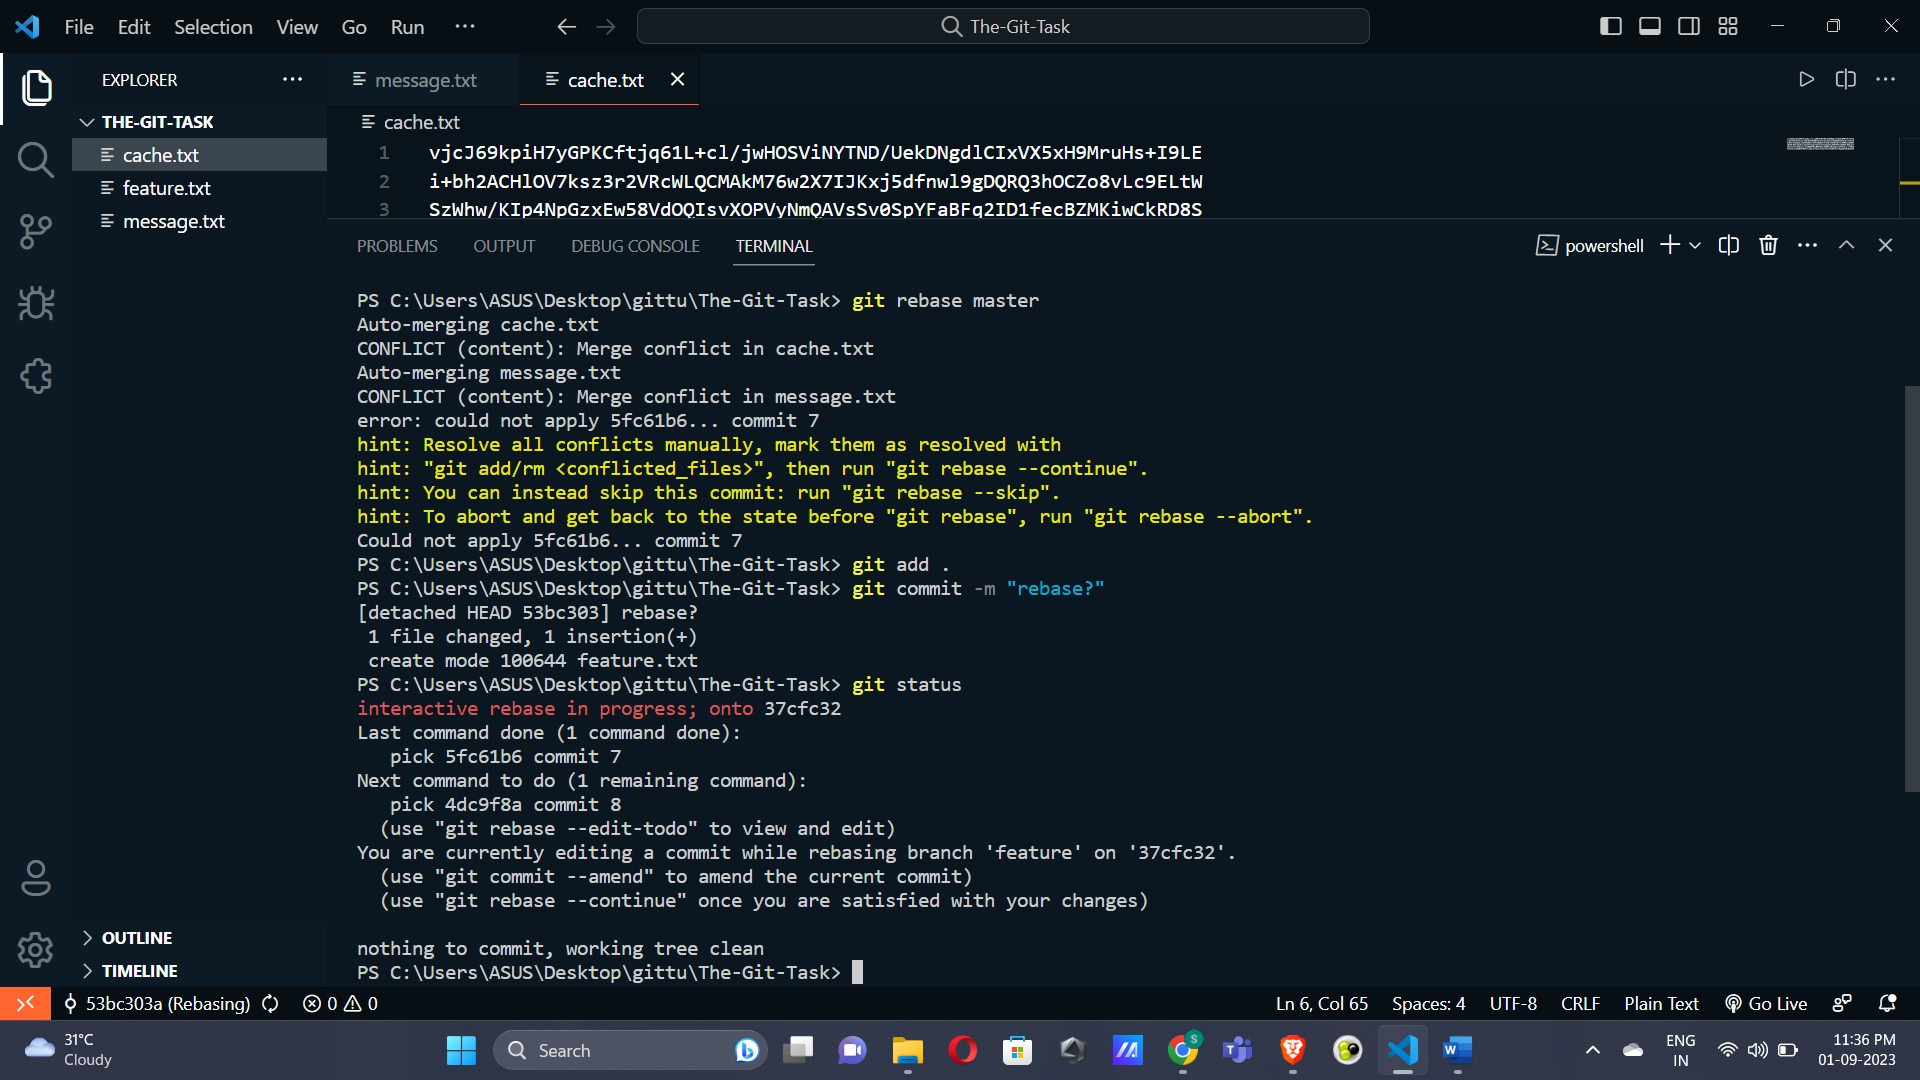 File Edit Selection View Go Run ···
The-Git-Task
EXPLORER ···
message.txt
cache.txt
THE-GIT-TASK
cache.txt
feature.txt
message.txt
cache.txt
1 vjcJ69kpiH7yGPKCftjq61L+cl/jwHOSViNYTND/UekDNgdlCIxVX5xH9MruHs+I9LE
2 i+bh2ACHlOV7ksz3r2VRcWLQCMAkM76w2X7IJKxj5dfnwl9gDQRQ3hOCZo8vLc9ELtW
3 SzWhw/KIp4NpGzxEw58VdOQIsvXOPVyNmQAVsSv0SpYFaBFq2ID1fecBZMKiwCkRD8S
PROBLEMS OUTPUT DEBUG CONSOLE TERMINAL
powershell
PS C:\Users\ASUS\Desktop\gittu\The-Git-Task> git rebase master
Auto-merging cache.txt
CONFLICT (content): Merge conflict in cache.txt
Auto-merging message.txt
CONFLICT (content): Merge conflict in message.txt
error: could not apply 5fc61b6... commit 7
hint: Resolve all conflicts manually, mark them as resolved with
hint: "git add/rm <conflicted_files>", then run "git rebase --continue".
hint: You can instead skip this commit: run "git rebase --skip".
hint: To abort and get back to the state before "git rebase", run "git rebase --abort".
Could not apply 5fc61b6... commit 7
PS C:\Users\ASUS\Desktop\gittu\The-Git-Task> git add .
PS C:\Users\ASUS\Desktop\gittu\The-Git-Task> git commit -m "rebase?"
[detached HEAD 53bc303] rebase?
1 file changed, 1 insertion(+)
create mode 100644 feature.txt
PS C:\Users\ASUS\Desktop\gittu\The-Git-Task> git status
interactive rebase in progress; onto 37cfc32
Last command done (1 command done):
pick 5fc61b6 commit 7
Next command to do (1 remaining command):
pick 4dc9f8a commit 8
(use "git rebase --edit-todo" to view and edit)
You are currently editing a commit while rebasing branch 'feature' on '37cfc32'.
(use "git commit --amend" to amend the current commit)
(use "git rebase --continue" once you are satisfied with your changes)
nothing to commit, working tree clean
PS C:\Users\ASUS\Desktop\gittu\The-Git-Task>
OUTLINE
TIMELINE
53bc303a (Rebasing) 0 0
Ln 6, Col 65 Spaces: 4 UTF-8 CRLF Plain Text Go Live
31°C
Cloudy
Search
S
T
W
ENG
IN
11:36 PM
01-09-2023